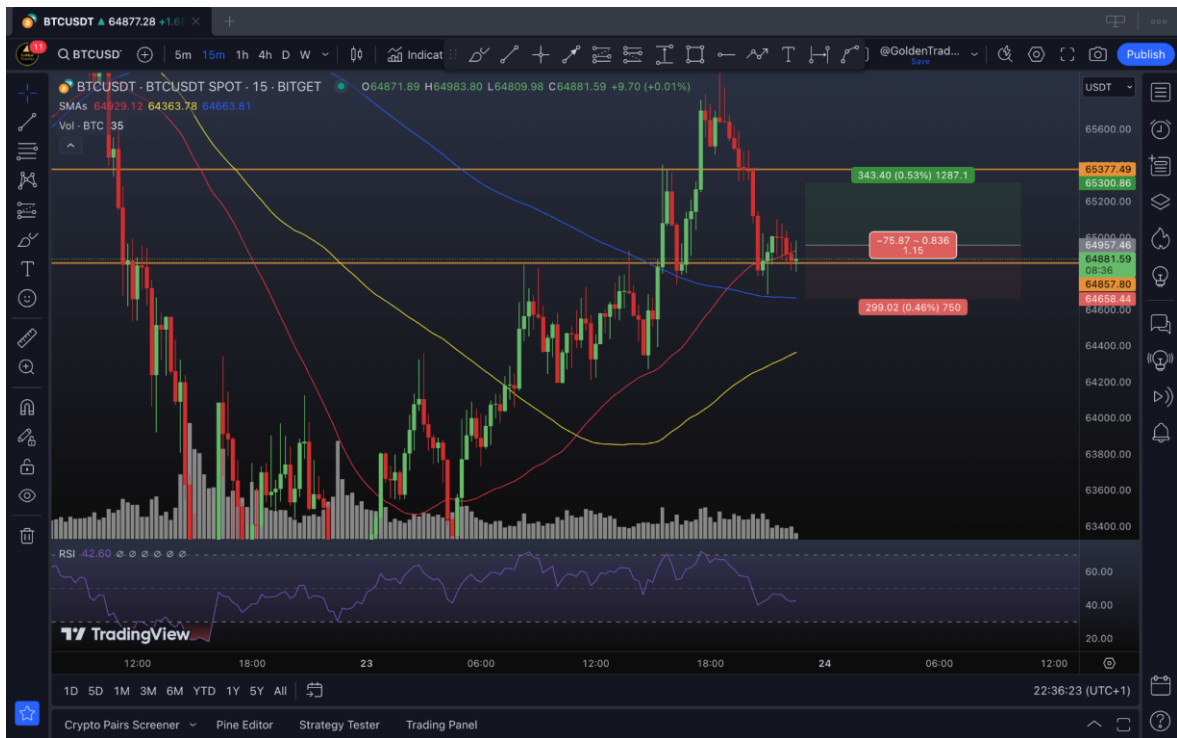 BTCUSDT ▲ 64877.28 +1.6
11
BTCUSD
5m 15m 1h 4h D W
Indicat
@GoldenTrad...
Save
Publish
BTCUSDT · BTCUSDT SPOT · 15 · BITGET O64871.89 H64983.80 L64809.98 C64881.59 +9.70 (+0.01%)
USDT
SMAs 64929.12 64363.78 64663.81
Vol · BTC 35
65600.00
65377.49
343.40 (0.53%) 1287.1
65300.86
65200.00
65000.00
−75.87 ~ 0.836
1.15
64957.46
64881.59
08:36
64857.80
64658.44
299.02 (0.46%) 750
64600.00
64400.00
64200.00
64000.00
63800.00
63600.00
63400.00
RSI 42.60 ø ø ø ø ø ø
60.00
40.00
20.00
TradingView
12:00 18:00 23 06:00 12:00 18:00 24 06:00 12:00
1D 5D 1M 3M 6M YTD 1Y 5Y All
22:36:23 (UTC+1)
Crypto Pairs Screener Pine Editor Strategy Tester Trading Panel